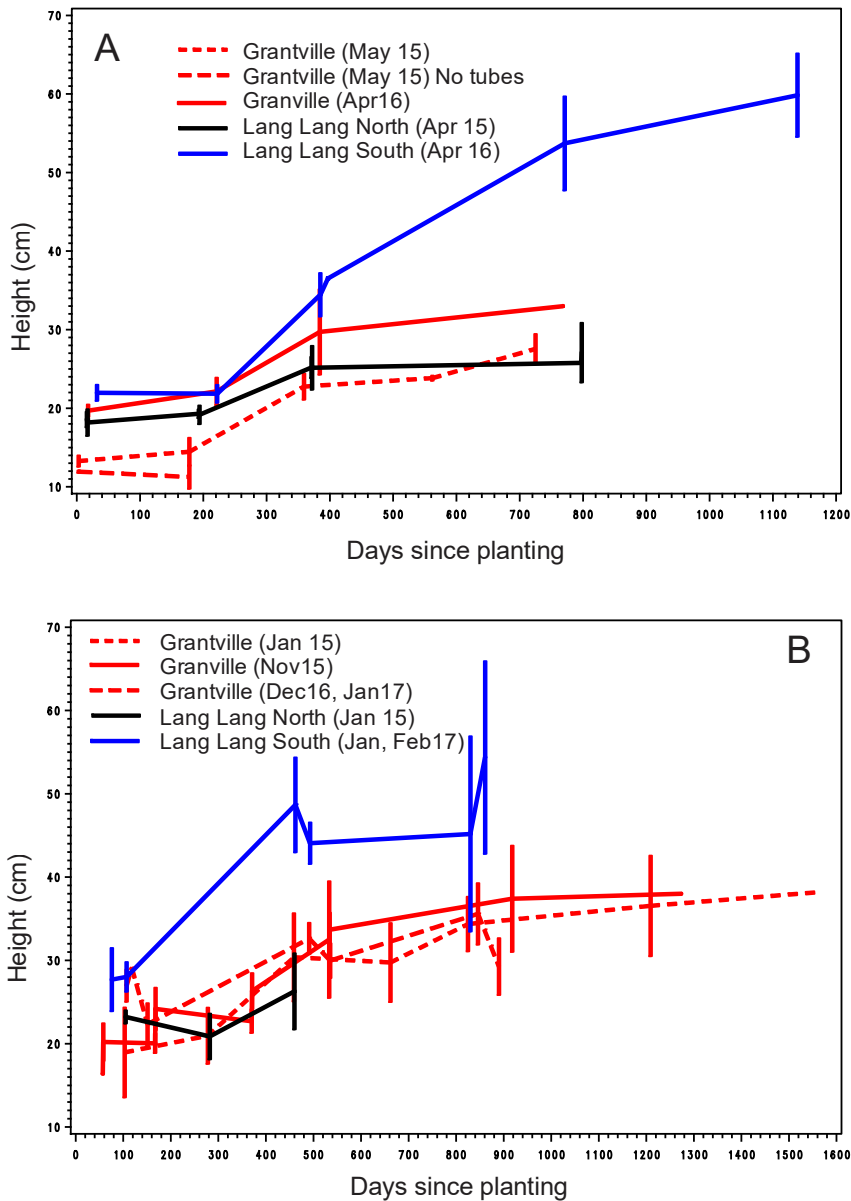 70
A
Grantville (May 15)
Grantville (May 15) No tubes
60
Granville (Apr16)
Lang Lang North (Apr 15)
Lang Lang South (Apr 16)
50
40
Height (cm)
30
20
10
0 100 200 300 400 500 600 700 800 900 1000 1100 1200
Days since planting
70
Grantville (Jan 15)
B
Granville (Nov15)
60
Grantville (Dec16, Jan17)
Lang Lang North (Jan 15)
Lang Lang South (Jan, Feb17)
50
40
Height (cm)
30
20
10
0 100 200 300 400 500 600 700 800 900 1000 1100 1200 1300 1400 1500 1600
Days since planting